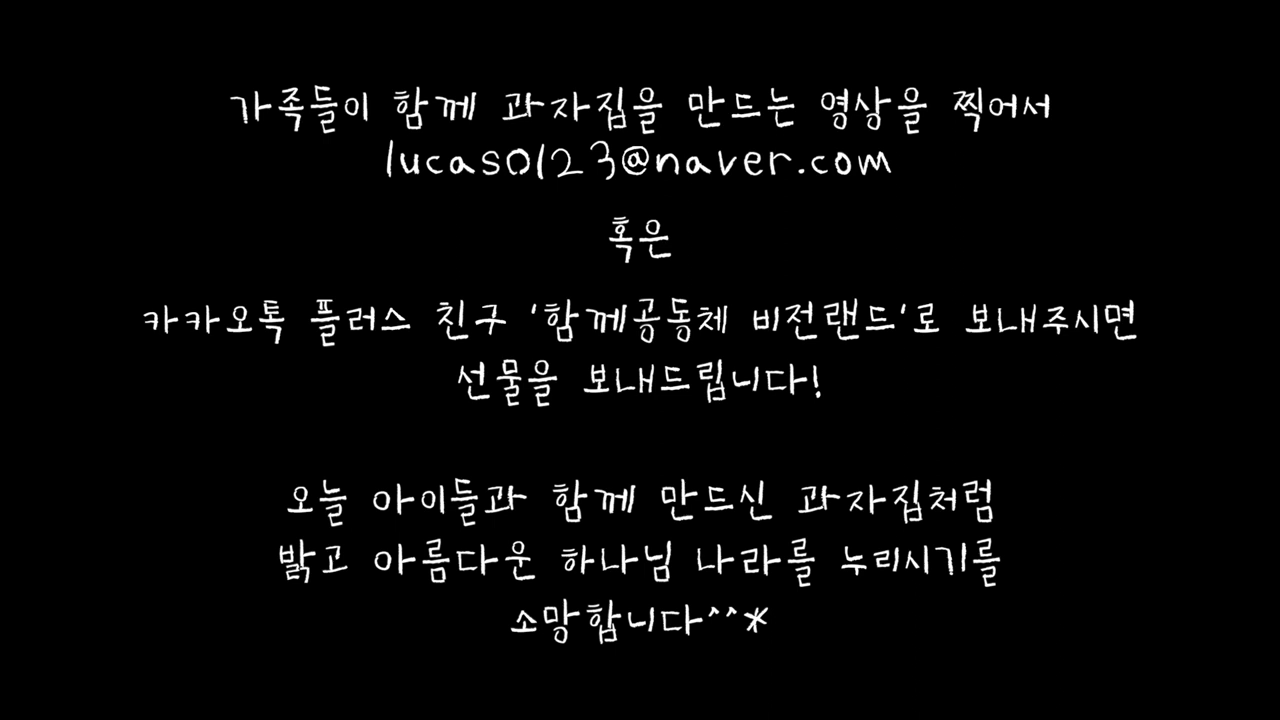 가족들이 함께 과자집을 만드는 영상을 찍어서
lucas0123@naver.com
혹은
카카오톡 플러스 친구 '함께공동체 비전랜드'로 보내주시면
선물을 보내드립니다!
오늘 아이들과 함께 만드신 과자집처럼
밝고 아름다운 하나님 나라를 누리시기를
소망합니다^^*